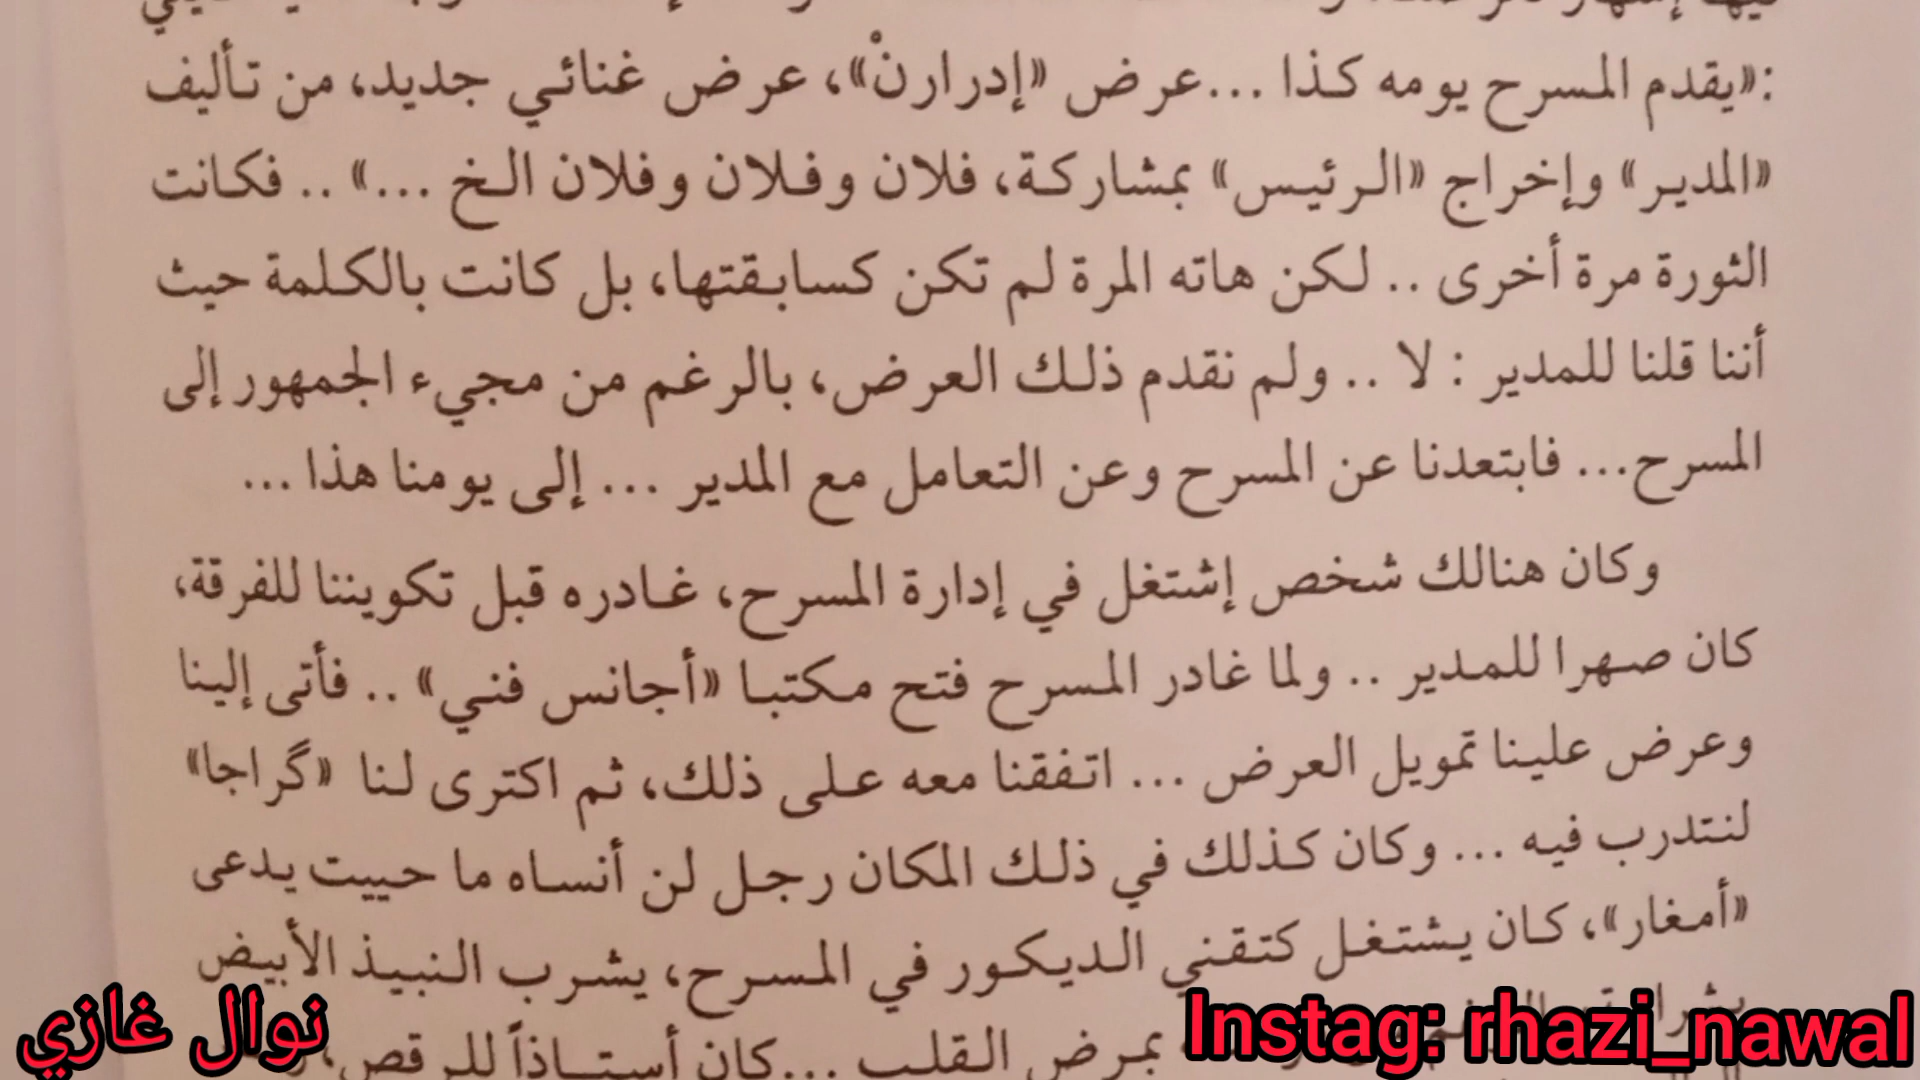 :«يقدم المسرح يومه كذا ...عرض «إدرارنْ»، عرض غنائي جديد، من تأليف
«المدير» وإخراج «الرئيس» بمشاركة، فلان وفلان وفلان الخ ...» .. فكانت
الثورة مرة أخرى .. لكن هاته المرة لم تكن كسابقتها، بل كانت بالكلمة حيث
أننا قلنا للمدير : لا .. ولم نقدم ذلك العرض، بالرغم من مجيء الجمهور إلى
المسرح... فابتعدنا عن المسرح وعن التعامل مع المدير ... إلى يومنا هذا ...
وكان هنالك شخص إشتغل في إدارة المسرح، غادره قبل تكويننا للفرقة،
كان صهرا للمدير .. ولما غادر المسرح فتح مكتبا «أجانس فني» .. فأتى إلينا
وعرض علينا تمويل العرض ... اتفقنا معه على ذلك، ثم اكترى لنا «گراجا»
لنتدرب فيه ... وكان كذلك في ذلك المكان رجل لن أنساه ما حييت يدعى
«أمغار»، كان يشتغل كتقني الديكور في المسرح، يشرب النبيذ الأبيض
بمرض القلب ...كان أستاذاً للرقص،
نوال غازي
Instag: rhazi_nawal